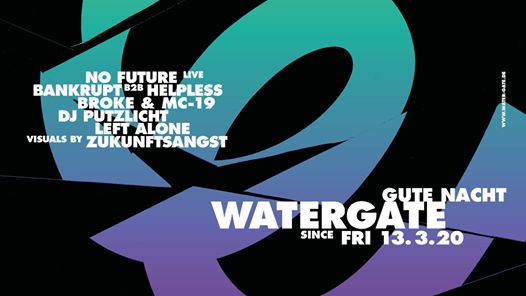 NO FUTURE LIVE
BANKRUPT B2B HELPLESS
BROKE & MC-19
DJ PUTZLICHT
LEFT ALONE
VISUALS BY ZUKUNFTSANGST
WWW.WATER-GATE.DE
GUTE NACHT
WATERGATE
SINCE FRI 13.3.20